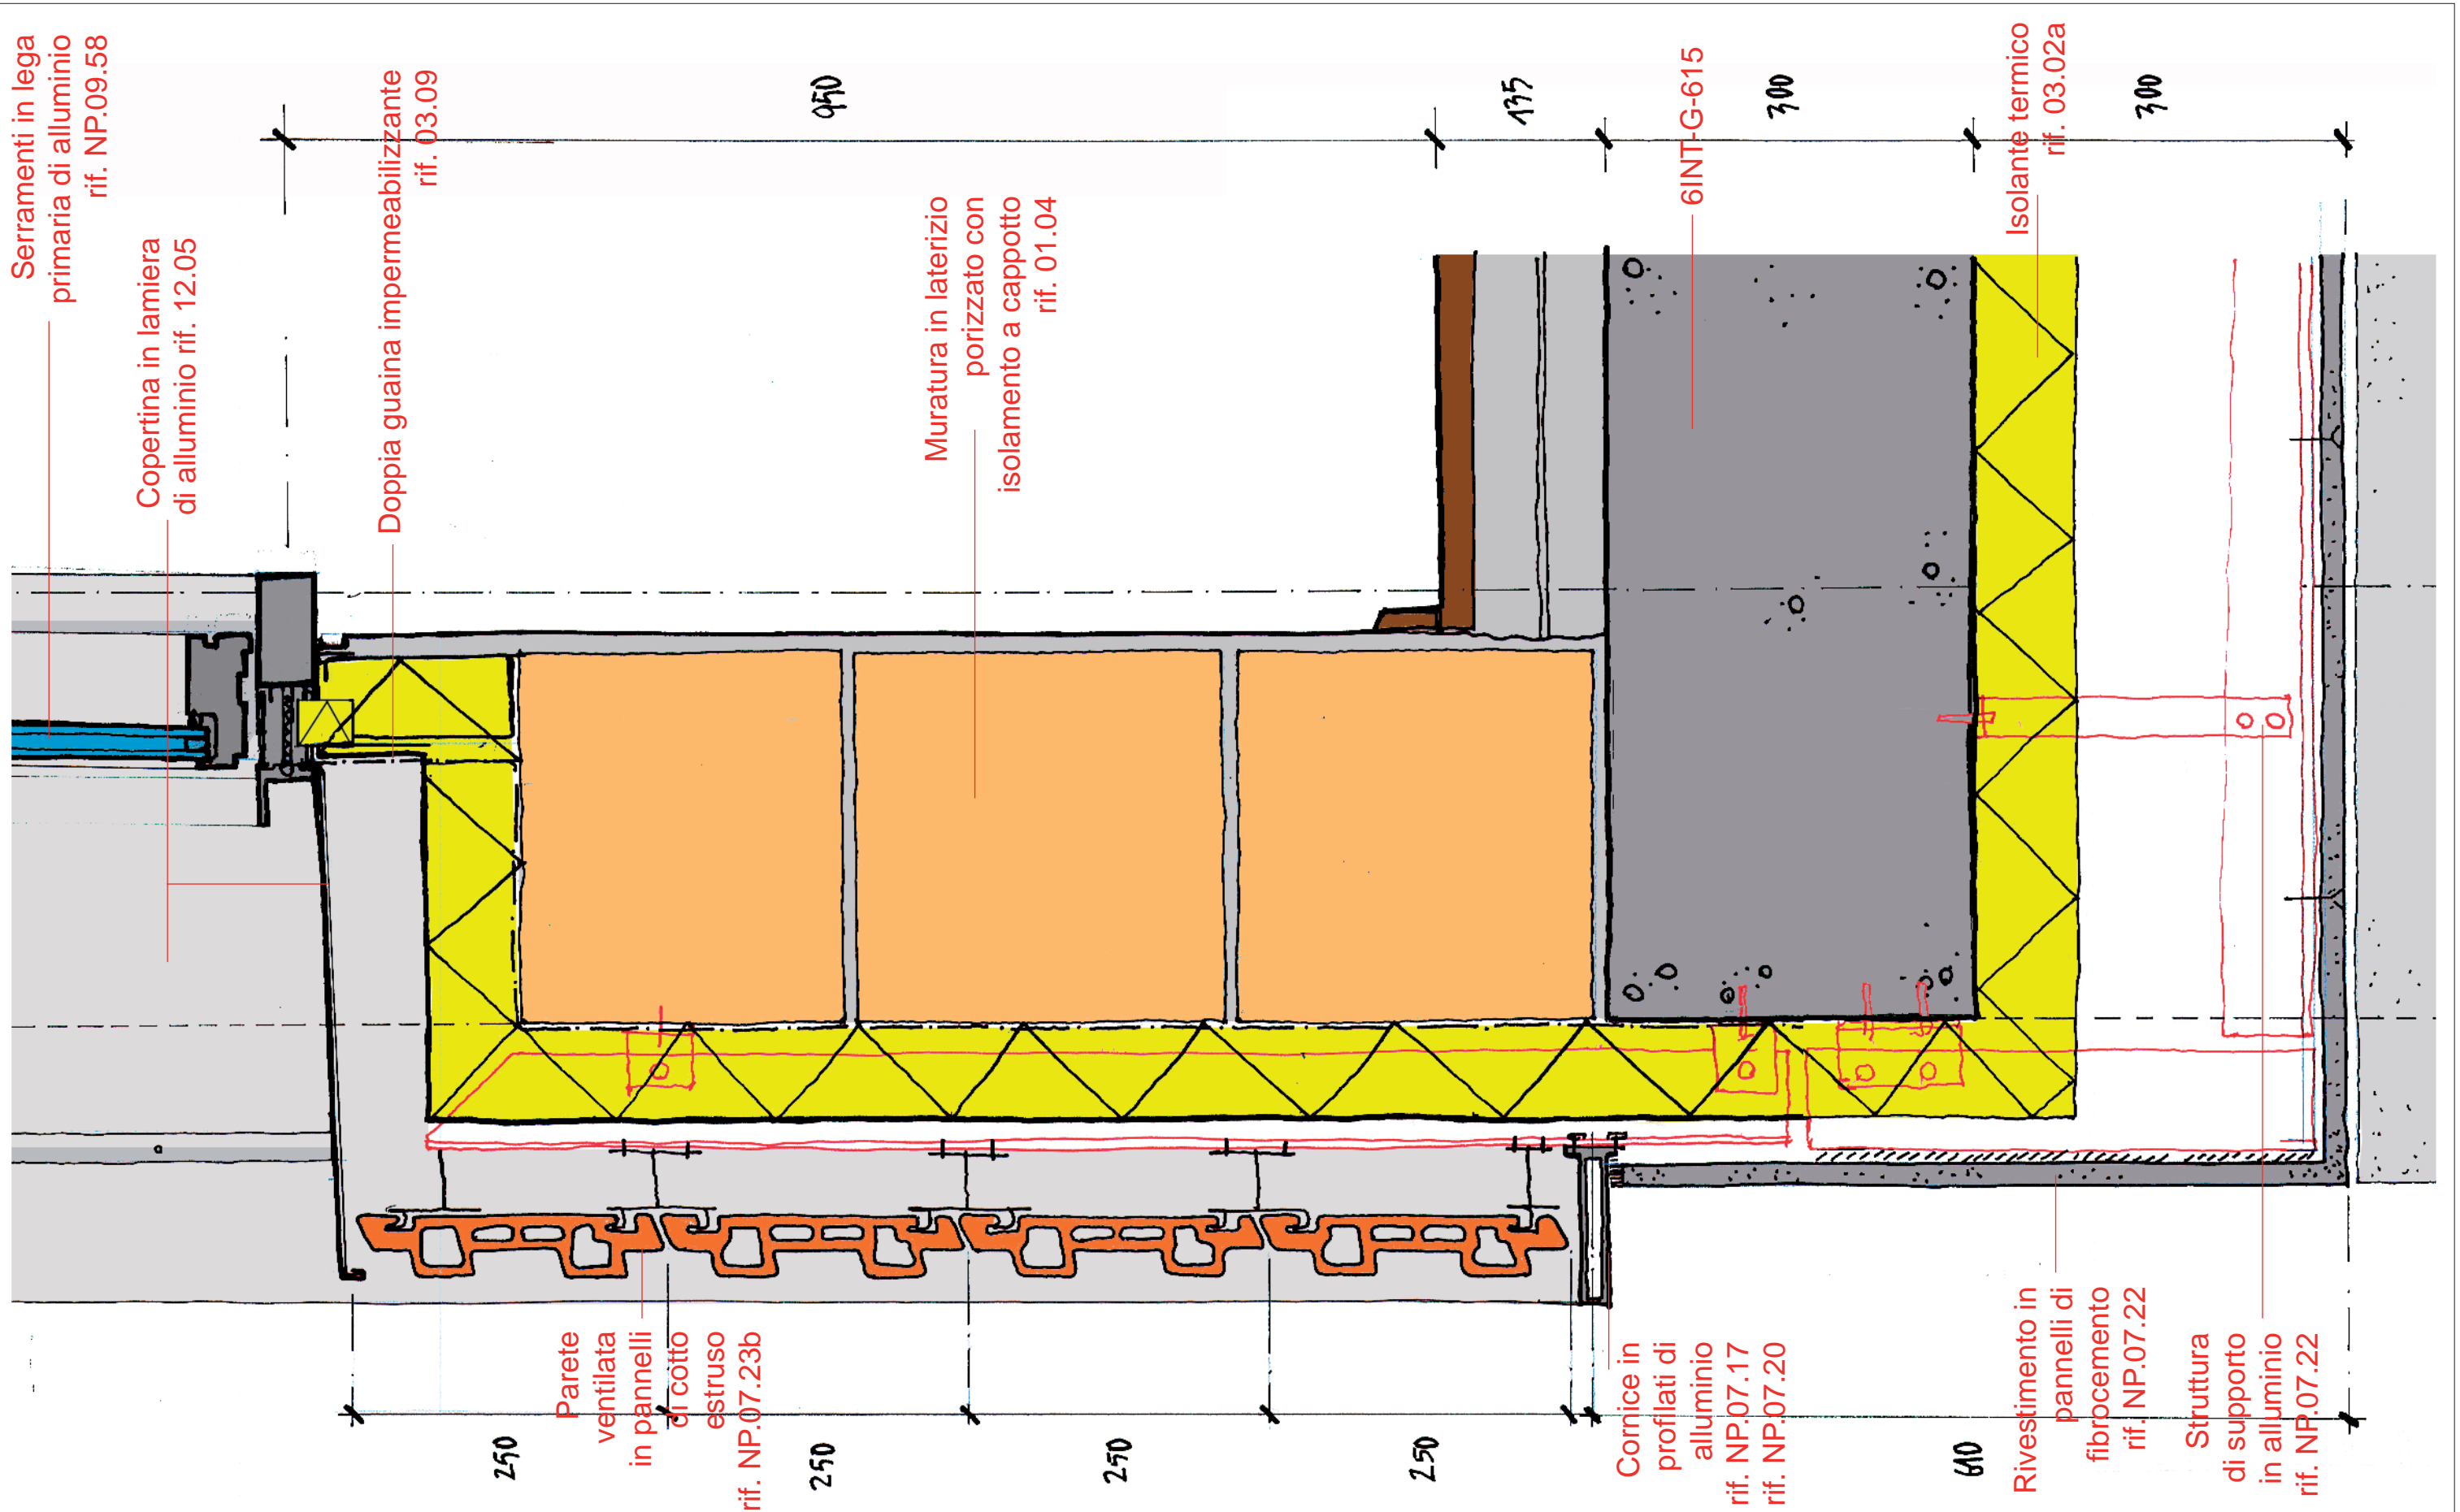 Serramenti in lega
primaria di alluminio
rif. NP.09.58
Copertina in lamiera
di alluminio rif. 12.05
Doppia guaina impermeabilizzante
rif. 03.09
Muratura in laterizio
porizzato con
isolamento a cappotto
rif. 01.04
6INT-G-615
Isolante termico
rif. 03.02a
950
135
300
300
Parete
ventilata
in pannelli
di cotto
estruso
rif. NP.07.23b
Cornice in
profilati di
alluminio
rif. NP.07.17
rif. NP.07.20
Rivestimento in
pannelli di
fibrocemento
rif. NP.07.22
Struttura
di supporto
in alluminio
rif. NP.07.22
250
250
250
250
610